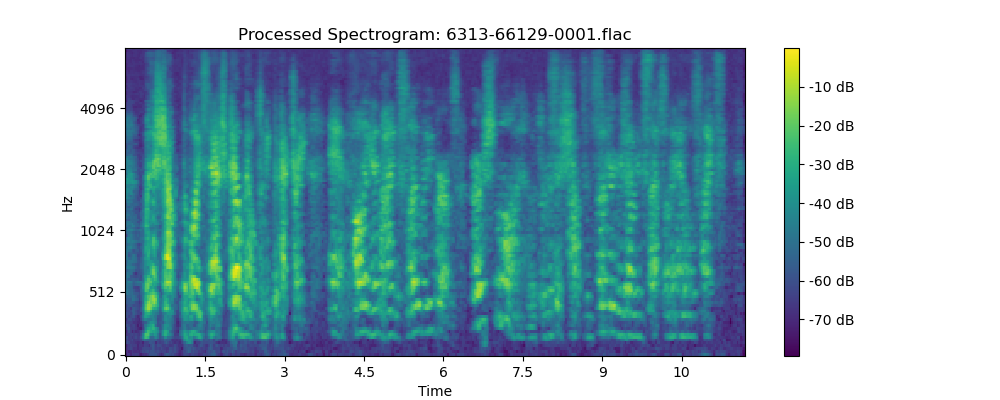 Processed Spectrogram: 6313-66129-0001.flac
4096
2048
1024
512
0
Hz
0 1.5 3 4.5 6 7.5 9 10
Time
-10 dB
-20 dB
-30 dB
-40 dB
-50 dB
-60 dB
-70 dB